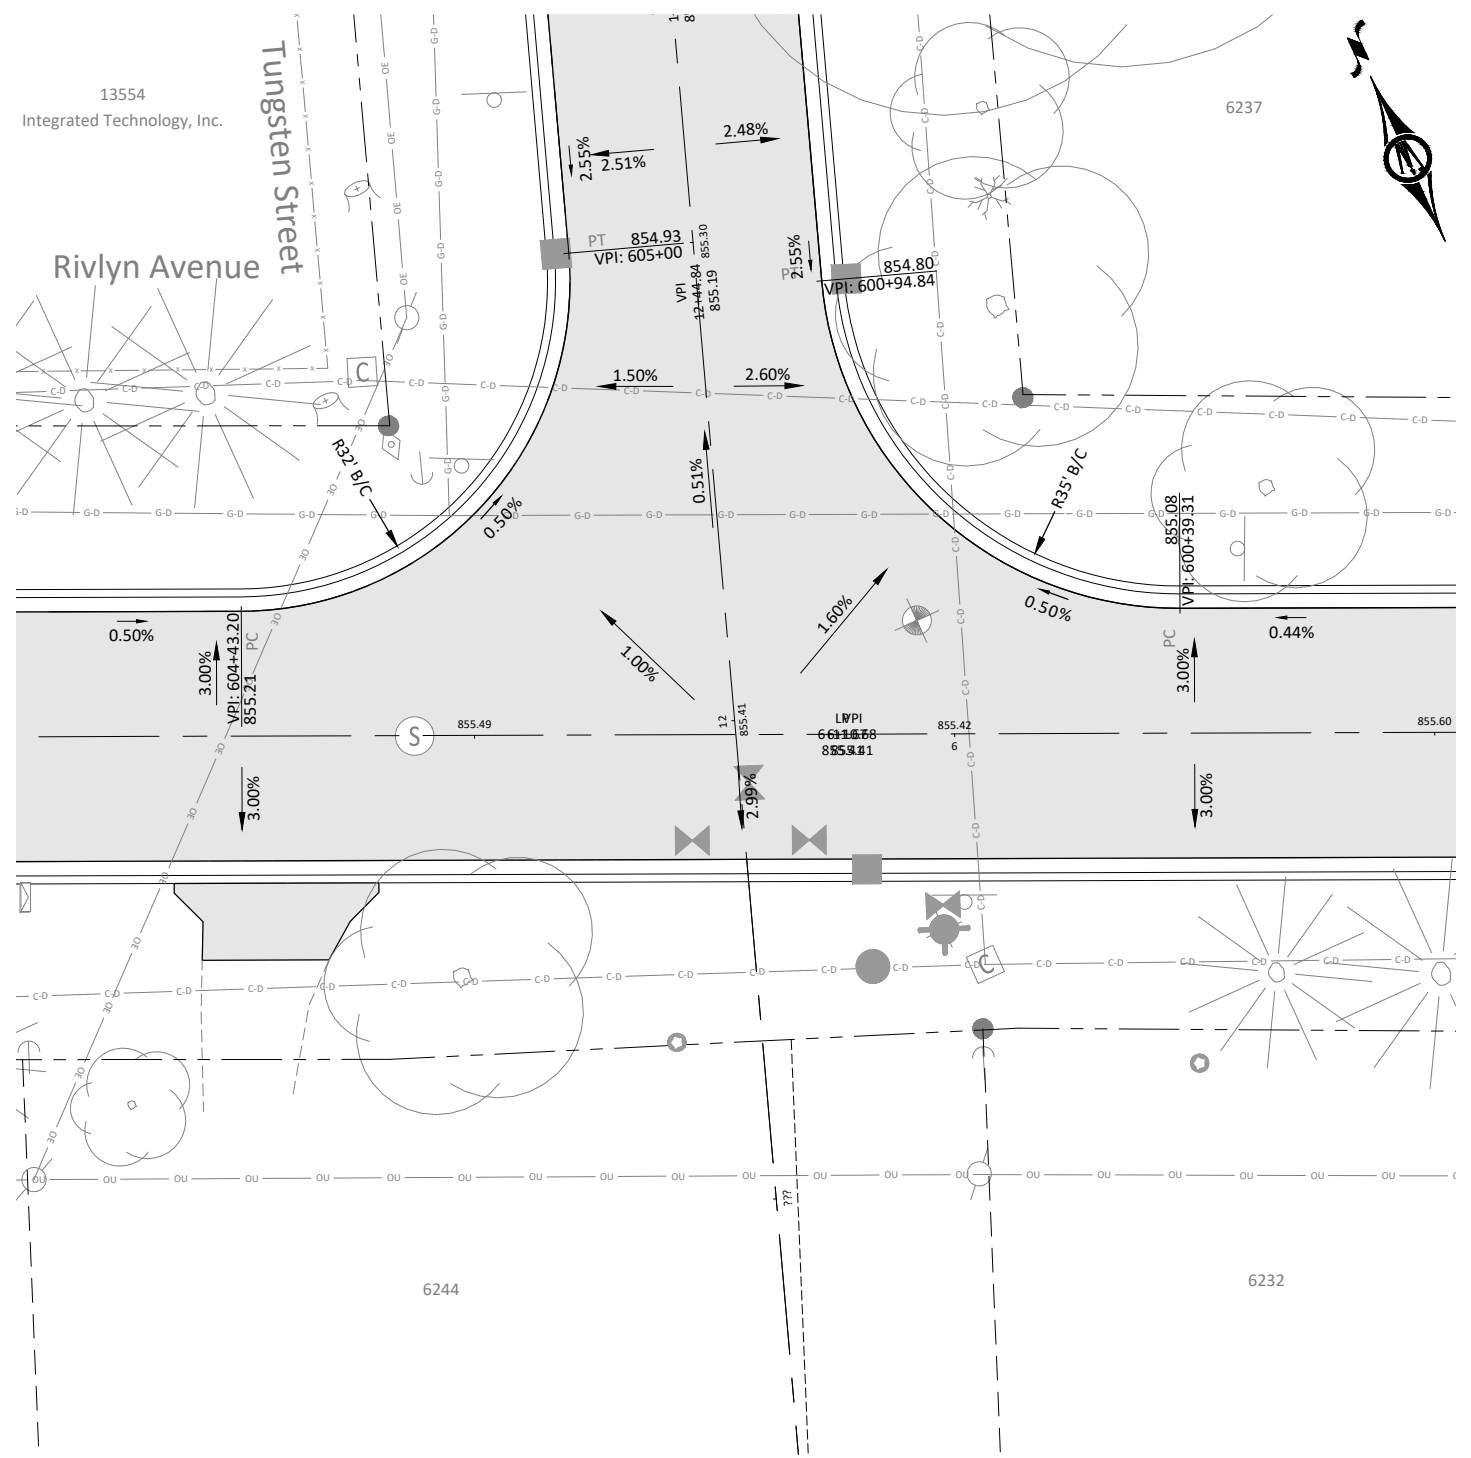 13554
Integrated Technology, Inc.
Tungsten Street
Rivlyn Avenue
6237
2.55%
2.51%
2.48%
PT
854.93
VPI: 605+00
855.30
VPI
12+44.84
855.19
2.55%
854.80
VPI: 600+94.84
C
1.50%
2.60%
R32' B/C
0.50%
0.51%
R35' B/C
855.08
VPI: 600+39.31
0.50%
3.00%
VPI: 604+43.20
855.21
PC
1.00%
1.60%
0.50%
0.44%
PC
3.00%
S
855.49
12
855.41
855.42
6
855.60
3.00%
2.99%
3.00%
C
???
6244
6232
G-D
C-D
OE
OU
x